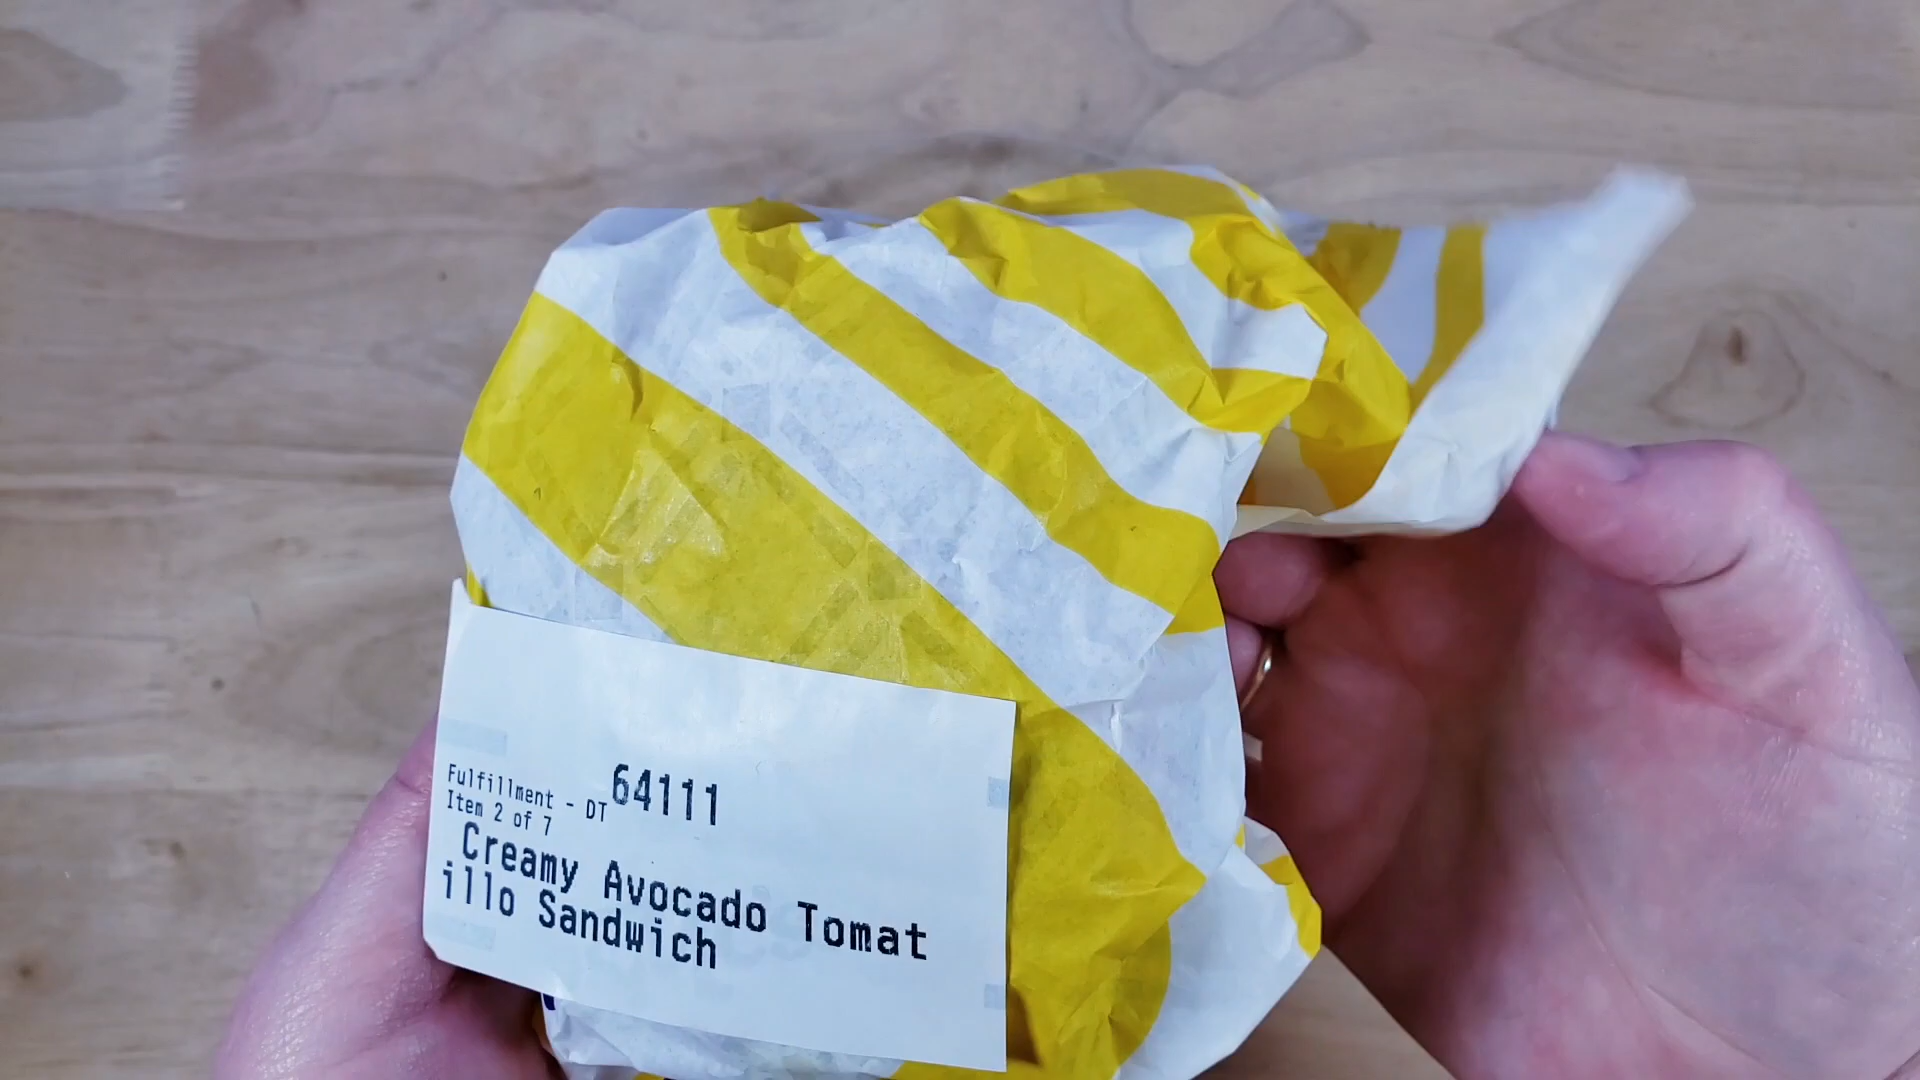 Fulfillment - DT 64111
Item 2 of 7
Creamy Avocado Tomat
illo Sandwich